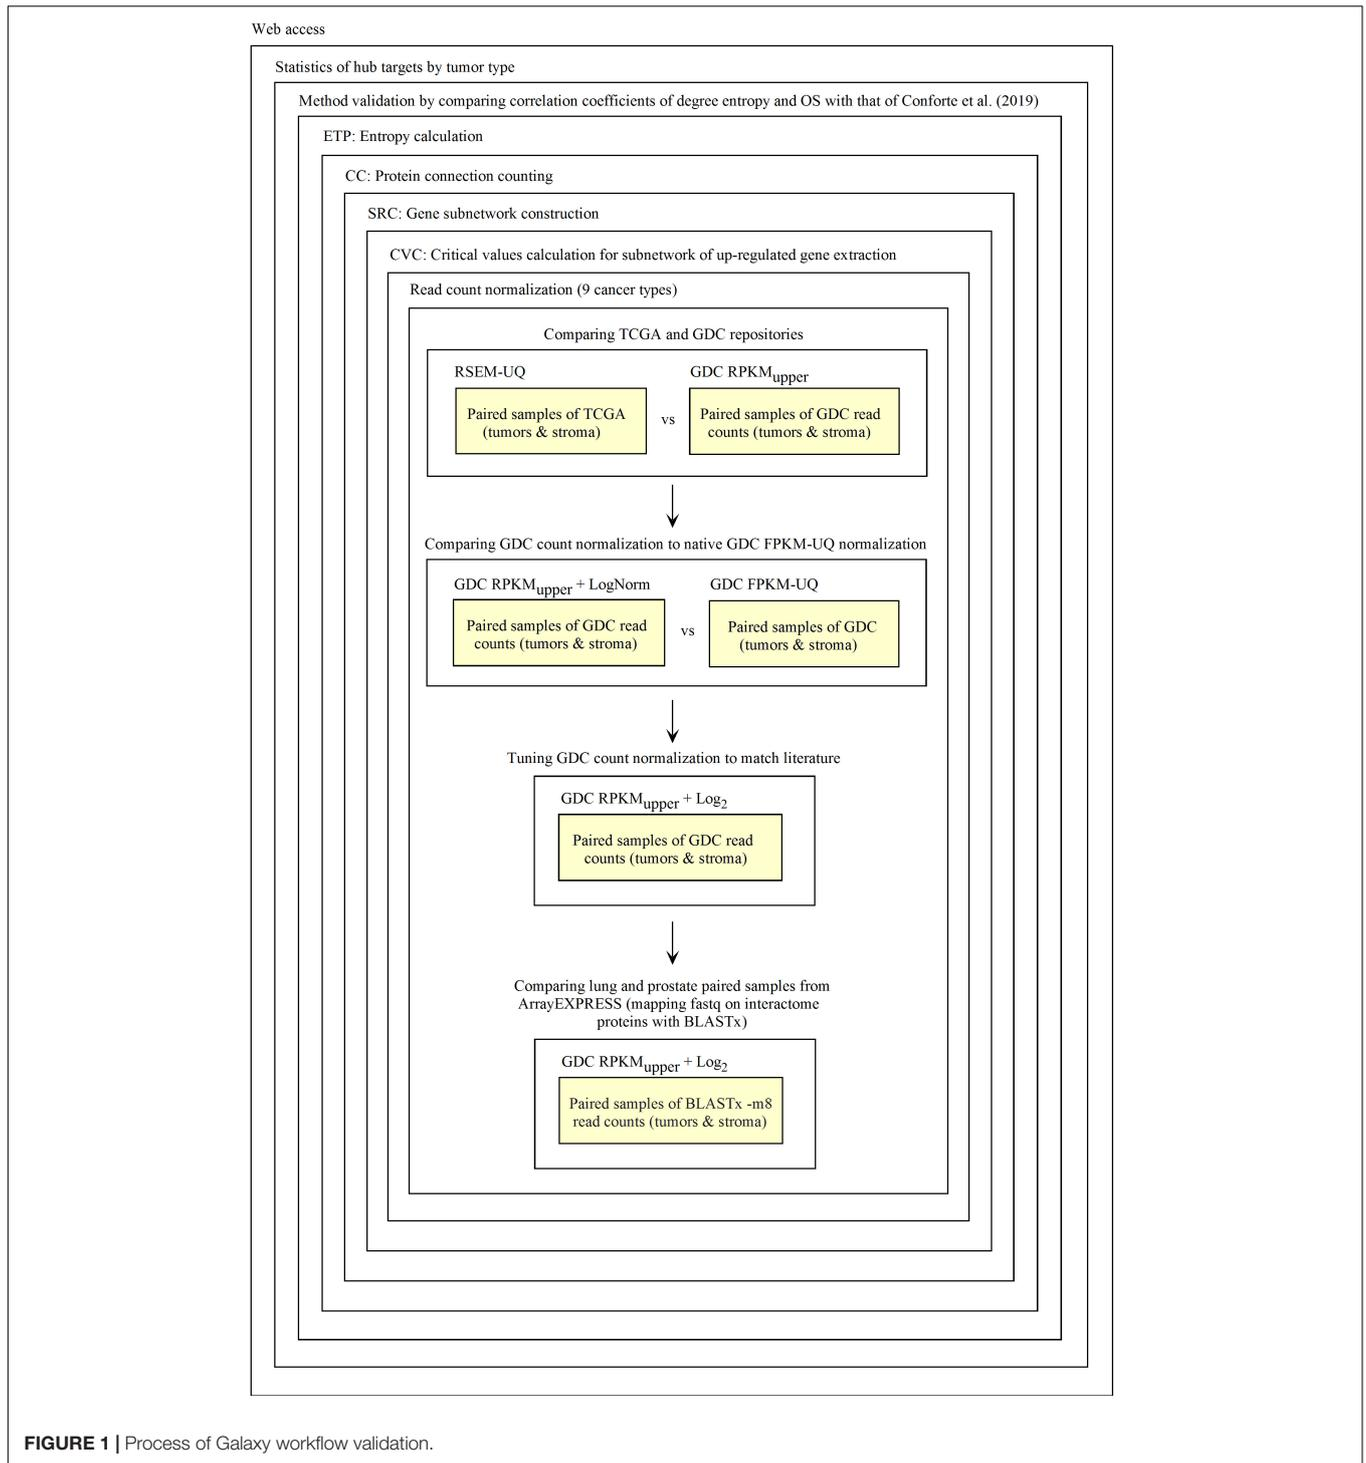 Web access
Statistics of hub targets by tumor type
Method validation by comparing correlation coefficients of degree entropy and OS with that of Conforte et al. (2019)
ETP: Entropy calculation
CC: Protein connection counting
SRC: Gene subnetwork construction
CVC: Critical values calculation for subnetwork of up-regulated gene extraction
Read count normalization (9 cancer types)
Comparing TCGA and GDC repositories
RSEM-UQ
Paired samples of TCGA
(tumors & stroma)
vs
GDC RPKMupper
Paired samples of GDC read
counts (tumors & stroma)
Comparing GDC count normalization to native GDC FPKM-UQ normalization
GDC RPKMupper + LogNorm
Paired samples of GDC read
counts (tumors & stroma)
vs
GDC FPKM-UQ
Paired samples of GDC
(tumors & stroma)
Tuning GDC count normalization to match literature
GDC RPKMupper + Log2
Paired samples of GDC read
counts (tumors & stroma)
Comparing lung and prostate paired samples from
ArrayEXPRESS (mapping fastq on interactome
proteins with BLASTx)
GDC RPKMupper + Log2
Paired samples of BLASTx -m8
read counts (tumors & stroma)
FIGURE 1 | Process of Galaxy workflow validation.